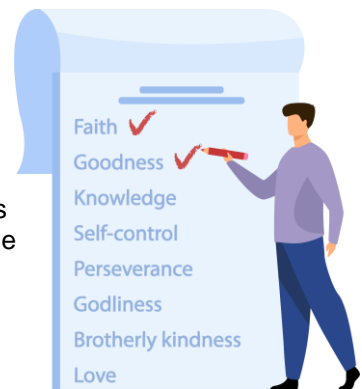 Faith
Goodness
Knowledge
s
Self-control
e
Perseverance
Godliness
Brotherly kindness
Love